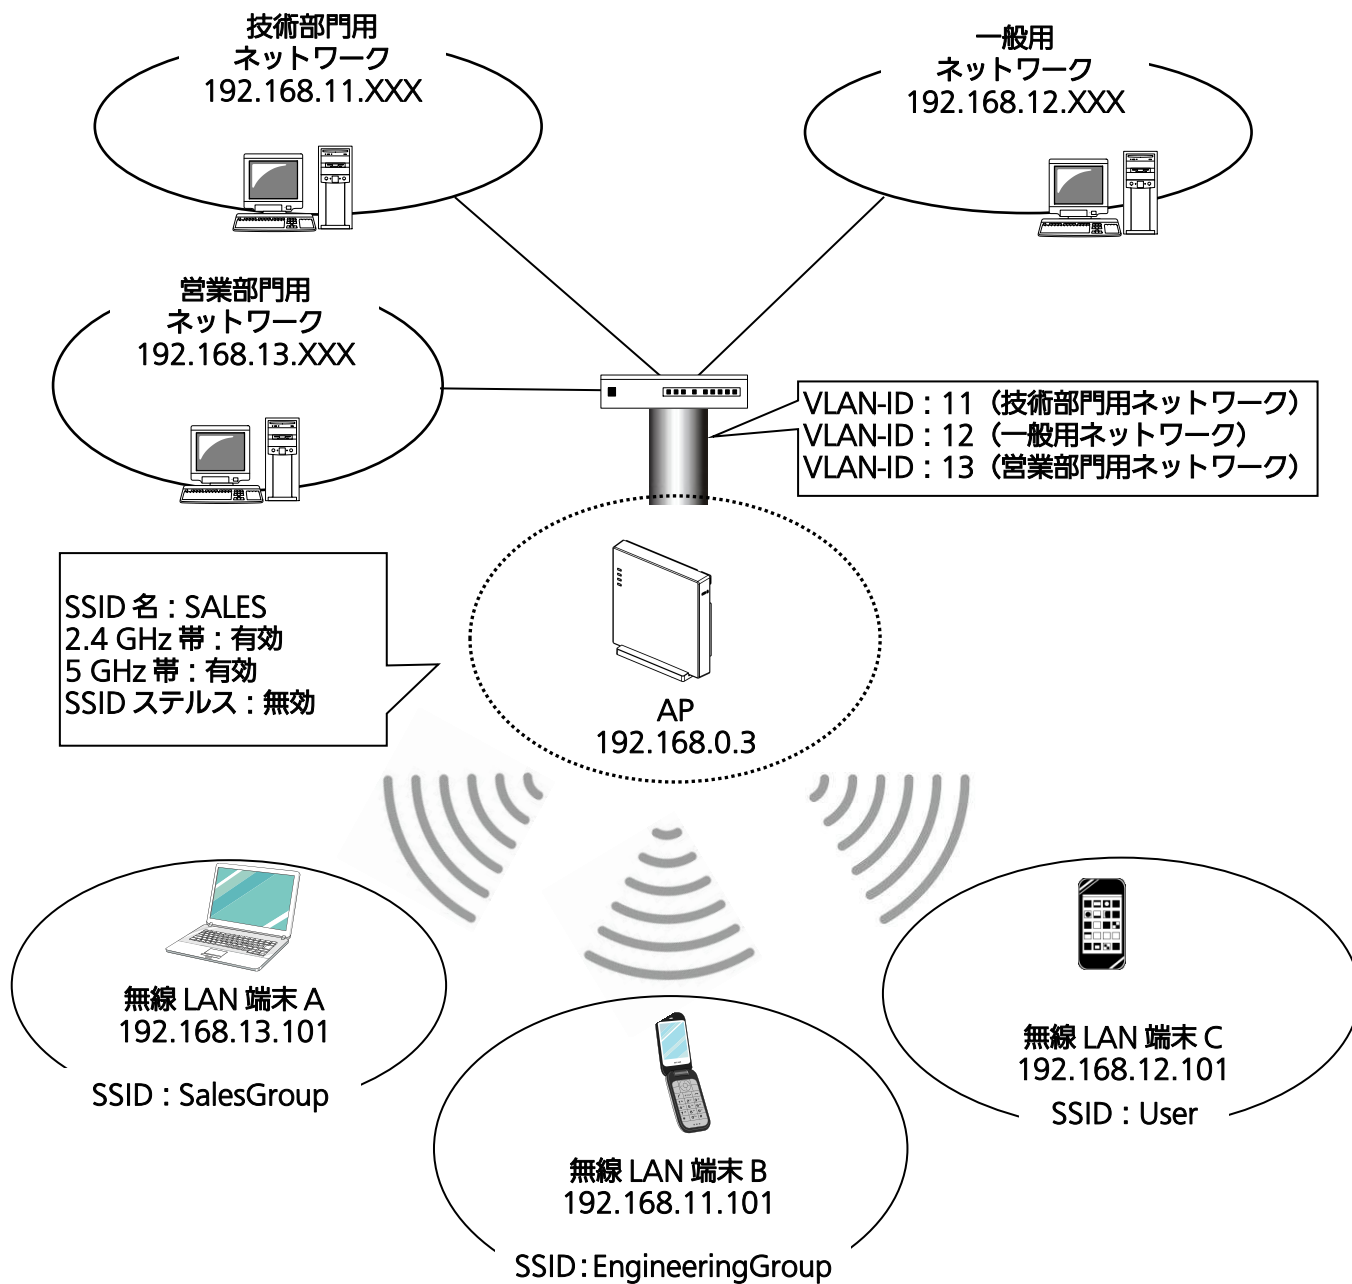 技術部門用
ネットワーク
192.168.11.XXX
一般用
ネットワーク
192.168.12.XXX
営業部門用
ネットワーク
192.168.13.XXX
VLAN-ID：11（技術部門用ネットワーク）
VLAN-ID：12（一般用ネットワーク）
VLAN-ID：13（営業部門用ネットワーク）
SSID 名：SALES
2.4 GHz 帯：有効
5 GHz 帯：有効
SSID ステルス：無効
AP
192.168.0.3
無線 LAN 端末 A
192.168.13.101
SSID：SalesGroup
無線 LAN 端末 B
192.168.11.101
SSID：EngineeringGroup
無線 LAN 端末 C
192.168.12.101
SSID：User